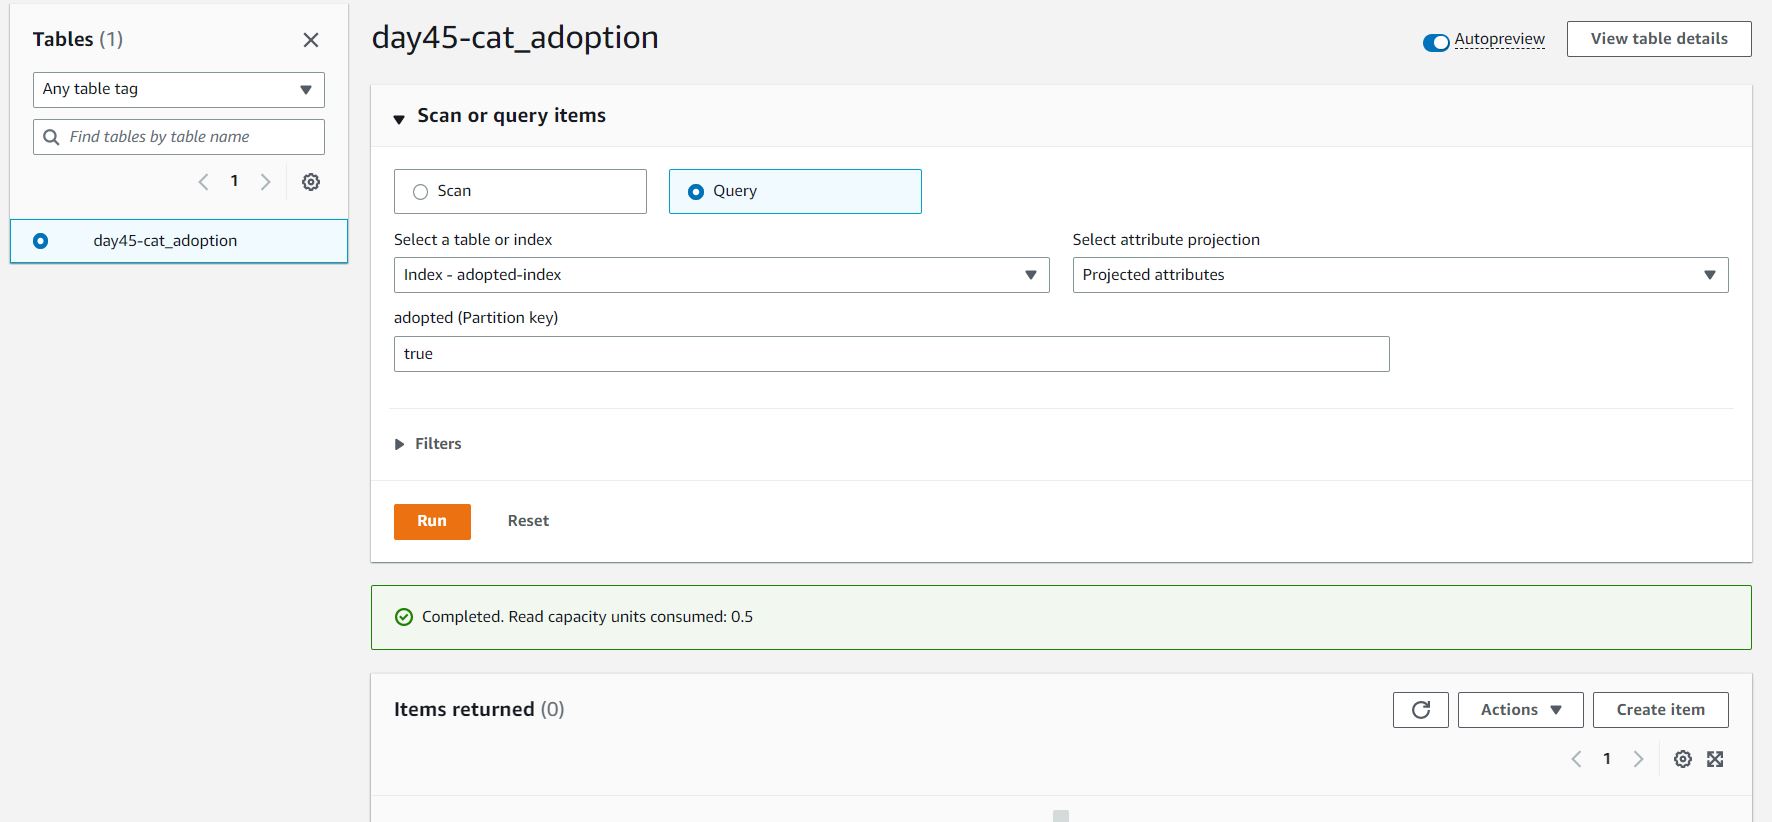 Tables (1)
Any table tag
Find tables by table name
1
day45-cat_adoption
day45-cat_adoption
Autopreview
View table details
Scan or query items
Scan
Query
Select a table or index
Select attribute projection
Index - adopted-index
Projected attributes
adopted (Partition key)
true
Filters
Run
Reset
Completed. Read capacity units consumed: 0.5
Items returned (0)
Actions
Create item
1